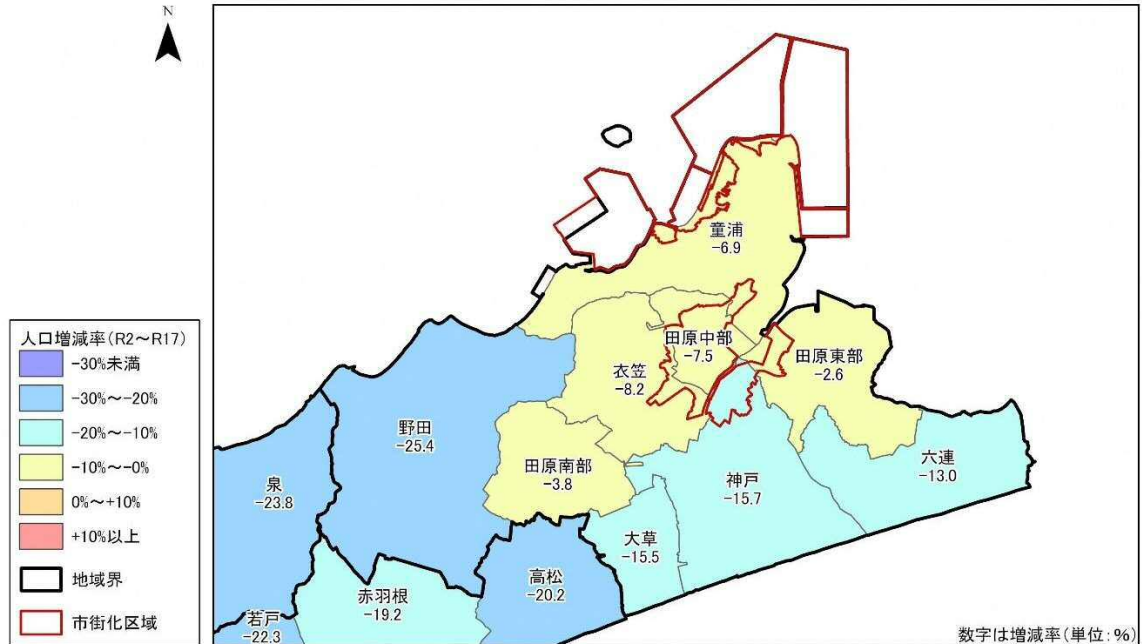 N
童浦
-6.9
田原中部
-7.5
田原東部
-2.6
衣笠
-8.2
野田
-25.4
田原南部
-3.8
六連
-13.0
神戸
-15.7
泉
-23.8
大草
-15.5
高松
-20.2
赤羽根
-19.2
若戸
-22.3
人口増減率(R2～R17)
-30%未満
-30%～-20%
-20%～-10%
-10%～-0%
0%～+10%
+10%以上
地域界
市街化区域
数字は増減率(単位:%)